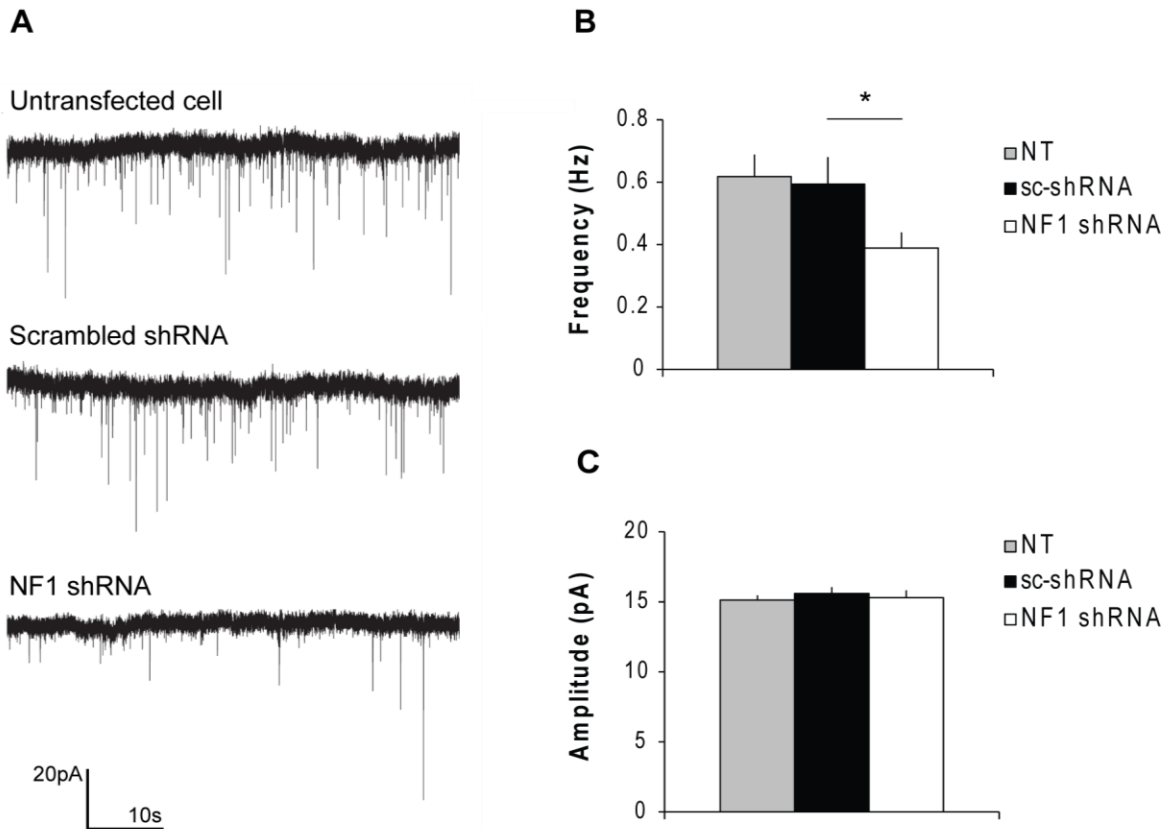 A
Untransfected cell
Scrambled shRNA
NF1 shRNA
20pA
10s
B
*
0.8
0.6
0.4
0.2
0
Frequency (Hz)
NT
sc-shRNA
NF1 shRNA
C
20
15
10
5
0
Amplitude (pA)
NT
sc-shRNA
NF1 shRNA